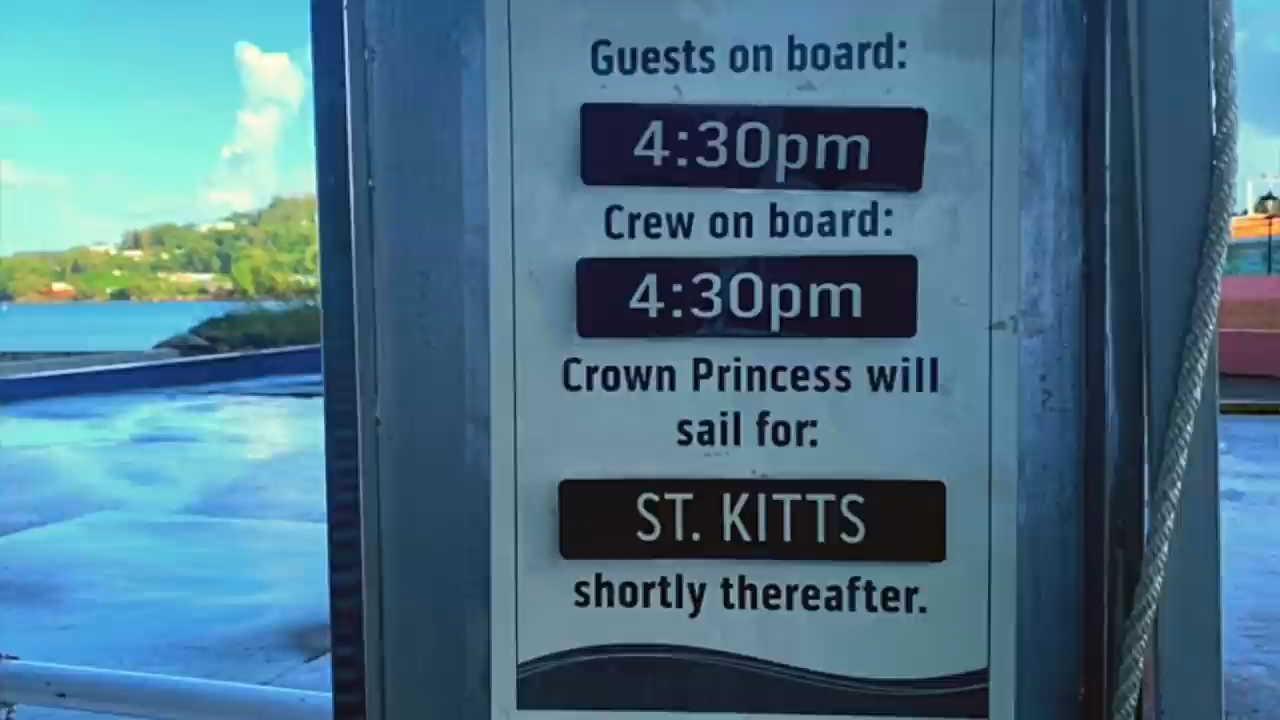 Guests on board:
4:30pm
Crew on board:
4:30pm
Crown Princess will
sail for:
ST. KITTS
shortly thereafter.